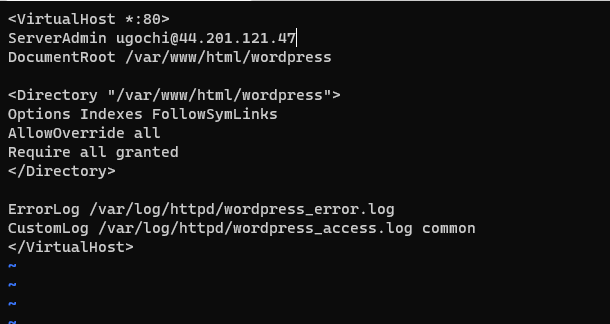 <VirtualHost *:80>
ServerAdmin ugochi@44.201.121.47
DocumentRoot /var/www/html/wordpress

<Directory "/var/www/html/wordpress">
Options Indexes FollowSymLinks
AllowOverride all
Require all granted
</Directory>

ErrorLog /var/log/httpd/wordpress_error.log
CustomLog /var/log/httpd/wordpress_access.log common
</VirtualHost>
~
~
~
~